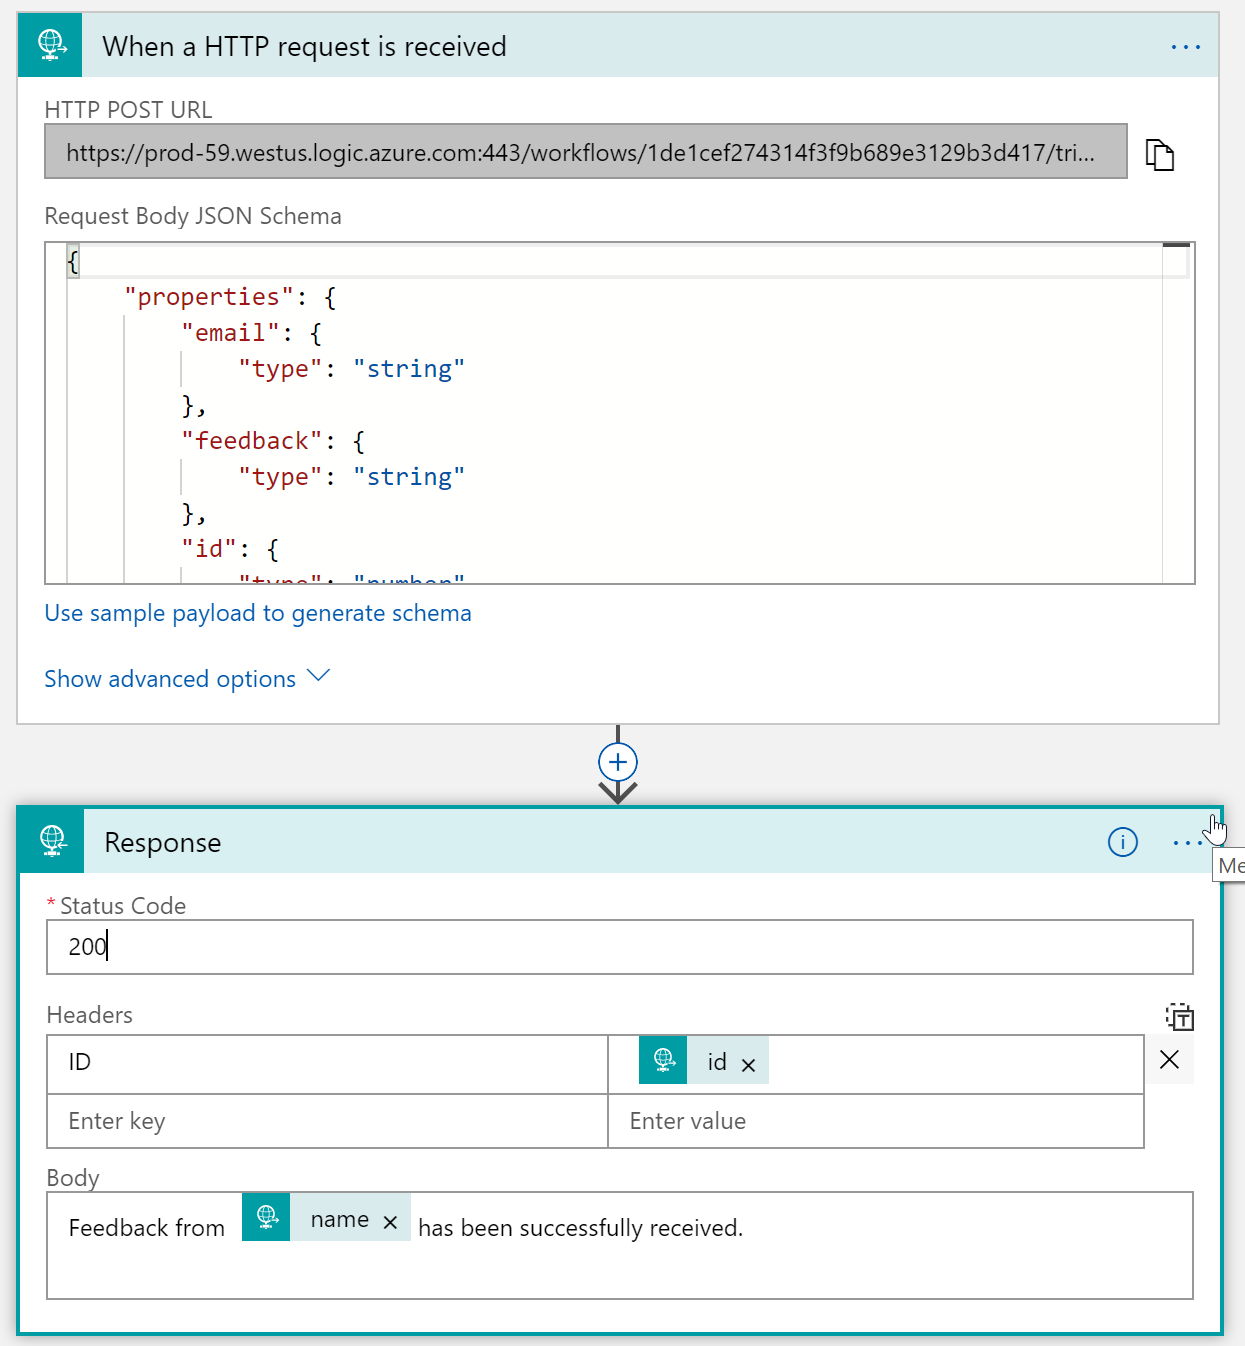 When a HTTP request is received
HTTP POST URL
https://prod-59.westus.logic.azure.com:443/workflows/1de1cef274314f3f9b689e3129b3d417/tri...
Request Body JSON Schema
{
"properties": {
"email": {
"type": "string"
},
"feedback": {
"type": "string"
},
"id": {
"type": "number"
Use sample payload to generate schema
Show advanced options
Response
Me
* Status Code
200
Headers
ID id
Enter key Enter value
Body
Feedback from name has been successfully received.